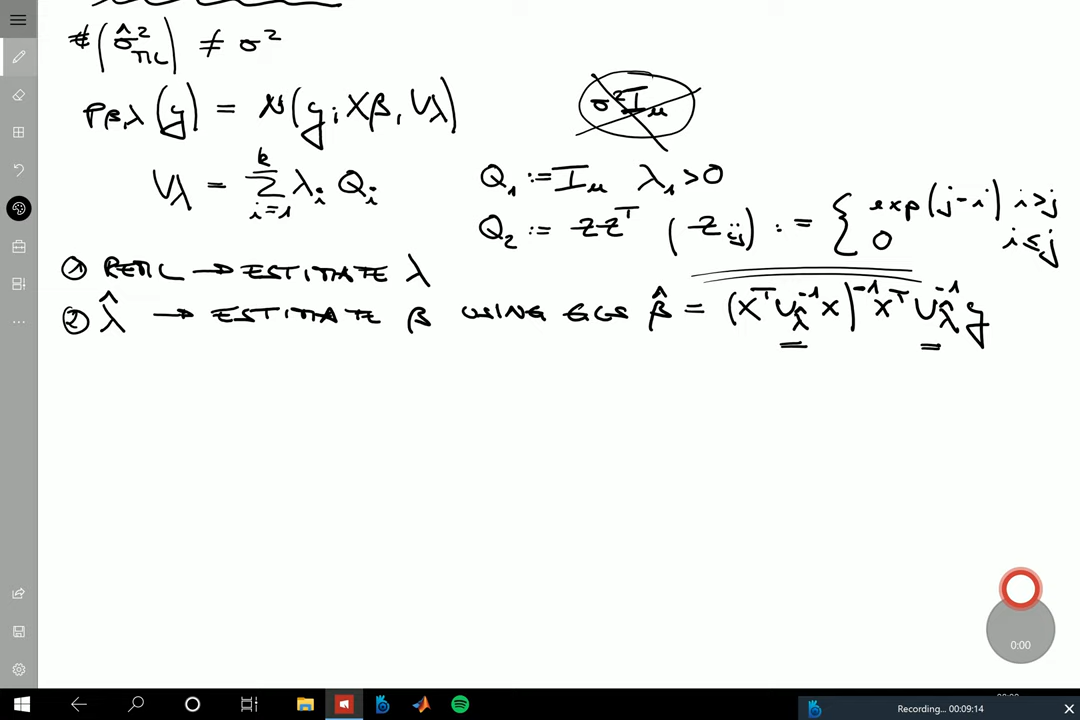 𝔼(σ̂²_ML) ≠ σ²
p_β,λ(y) = N(y; Xβ, V_λ)
σ²I_n
V_λ = Σ_{i=1}^{k} λ_i Q_i
Q_1 := I_n λ_1 > 0
Q_2 := ZZ^T (Z_ij) := { exp(j-i) i>j
0 i≤j
① REML → ESTIMATE λ
② λ̂ → ESTIMATE β USING GLS β̂ = (X^T V_λ̂^-1 X)^-1 X^T V_λ̂^-1 y
0:00
Recording... 00:09:14